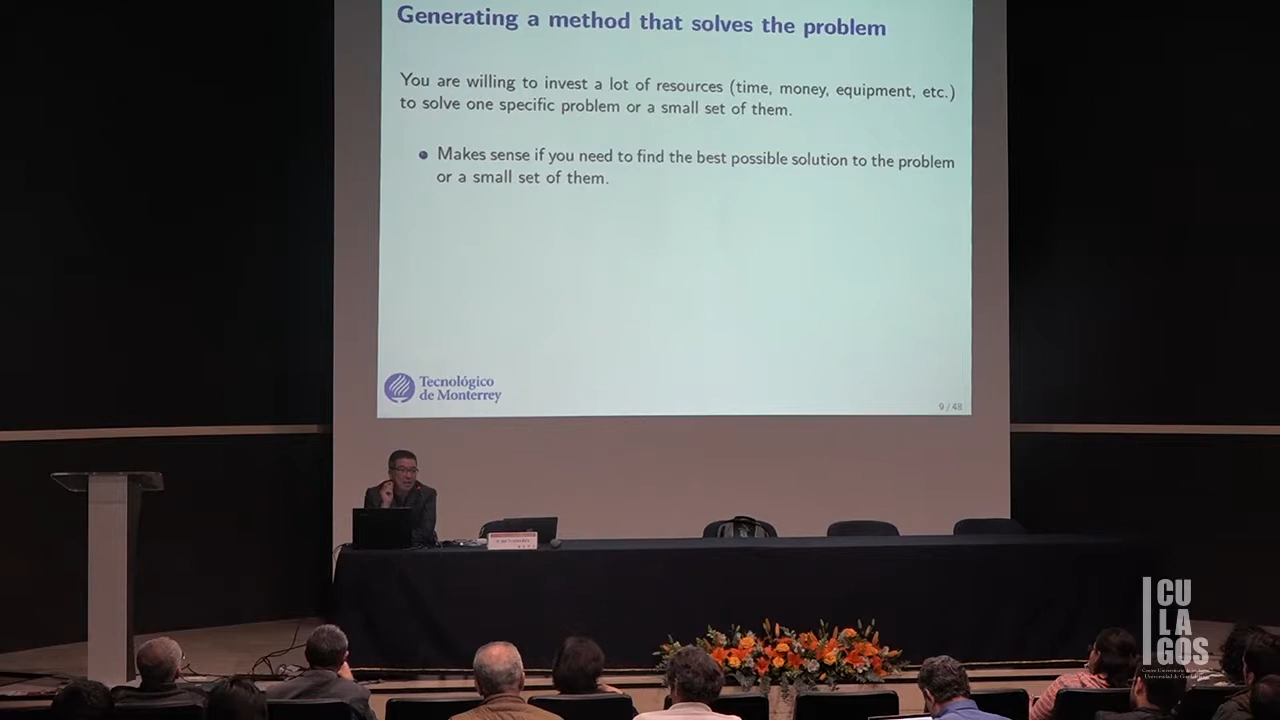 Generating a method that solves the problem
You are willing to invest a lot of resources (time, money, equipment, etc.)
to solve one specific problem or a small set of them.
Makes sense if you need to find the best possible solution to the problem
or a small set of them.
Tecnológico
de Monterrey
9 / 48
CU
LA
GOS